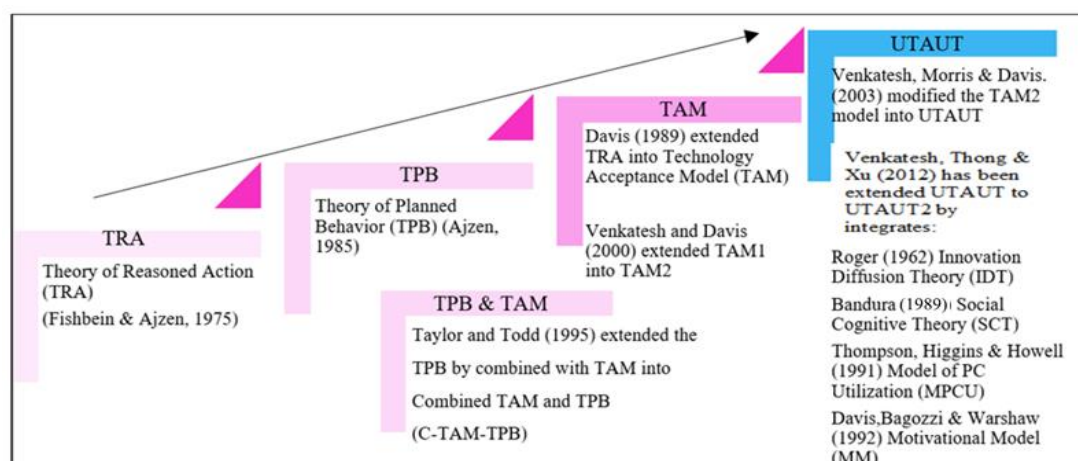 TRA
Theory of Reasoned Action
(TRA)
(Fishbein & Ajzen, 1975)
TPB
Theory of Planned
Behavior (TPB) (Ajzen,
1985)
TPB & TAM
Taylor and Todd (1995) extended the
TPB by combined with TAM into
Combined TAM and TPB
(C-TAM-TPB)
TAM
Davis (1989) extended
TRA into Technology
Acceptance Model (TAM)
Venkatesh and Davis
(2000) extended TAM1
into TAM2
UTAUT
Venkatesh, Morris & Davis.
(2003) modified the TAM2
model into UTAUT
Venkatesh, Thong &
Xu (2012) has been
extended UTAUT to
UTAUT2 by
integrates:
Roger (1962) Innovation
Diffusion Theory (IDT)
Bandura (1989) Social
Cognitive Theory (SCT)
Thompson, Higgins & Howell
(1991) Model of PC
Utilization (MPCU)
Davis,Bagozzi & Warshaw
(1992) Motivational Model
(MM)